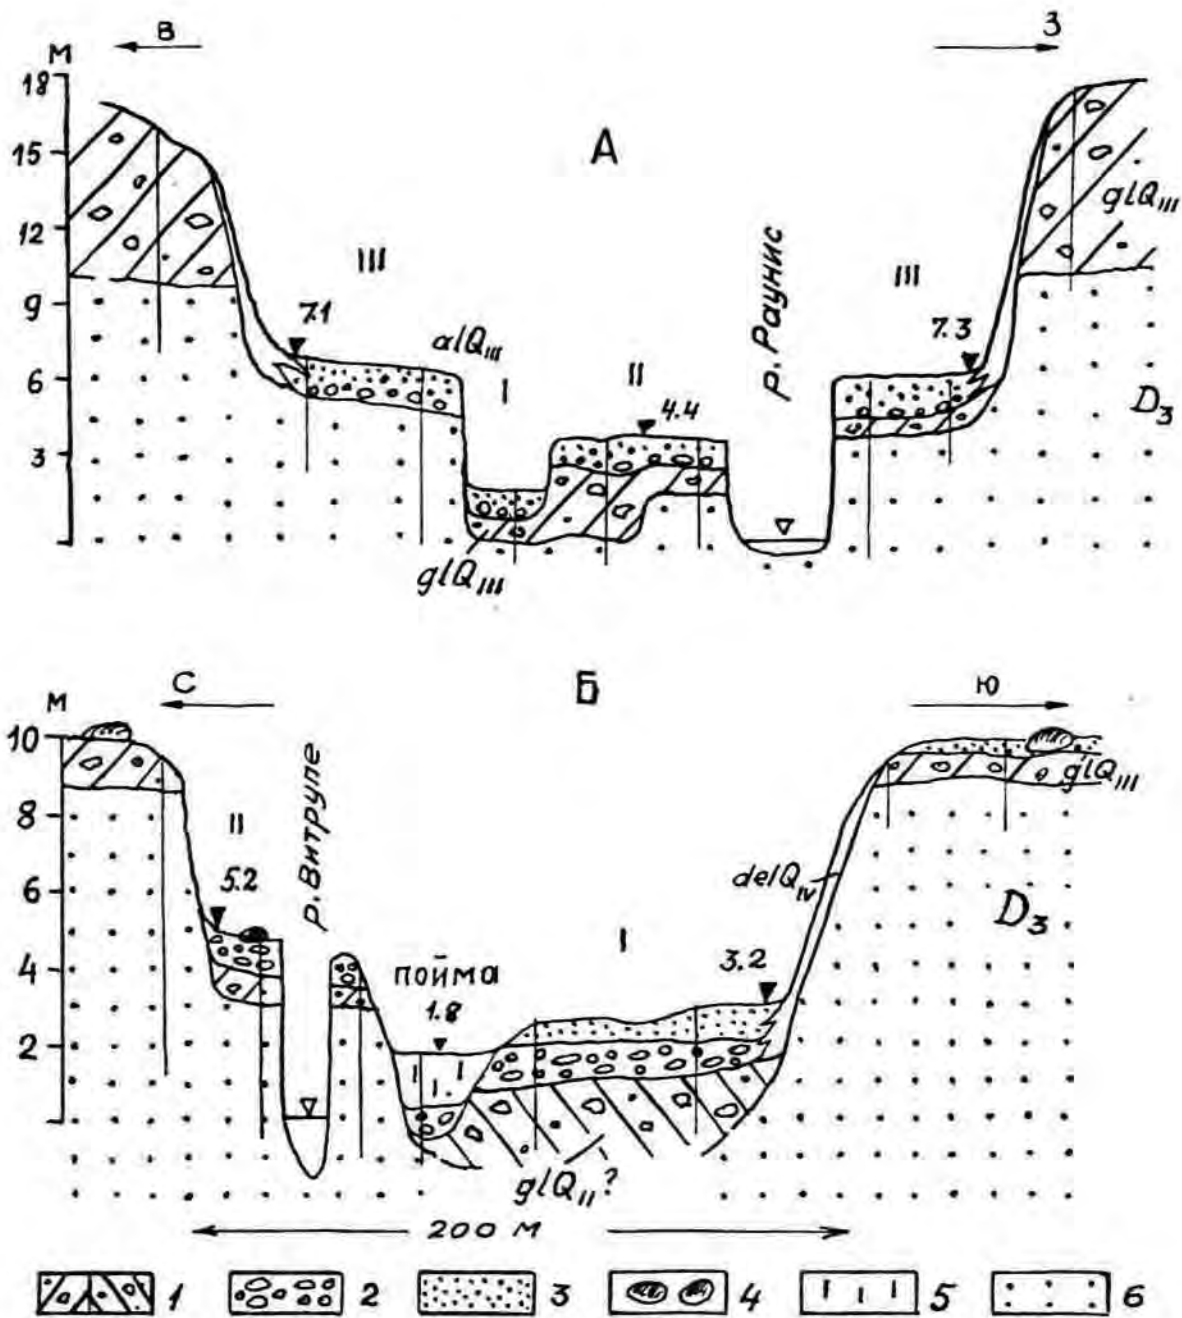 В З
М
18
А
15
glQIII
12
III р. Раунис III
9
7.1 αlQIII 7.3
6
I II 4.4 D3
3
glQIII
Б
С Ю
М
10
glQIII
8
II р. Витрупе
5.2 delQIV
6
D3
I
4
пойма 3.2
1.8
2
glQII?
200 м
1 2 3 4 5 6